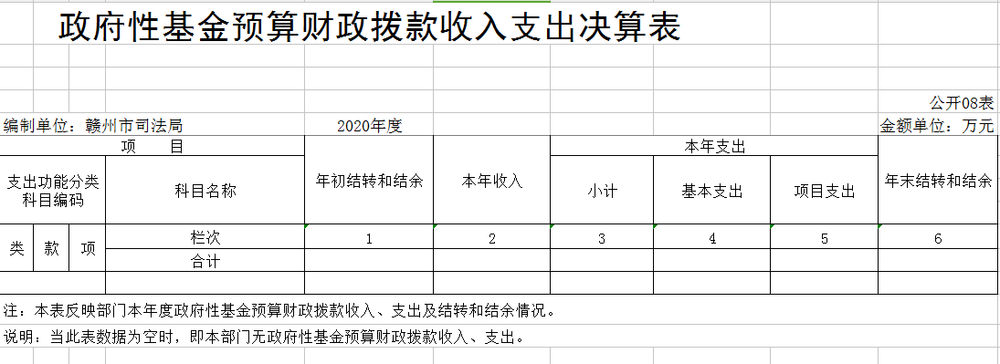 政府性基金预算财政拨款收入支出决算表
公开08表
编制单位：赣州市司法局 2020年度 金额单位：万元
项 目 年初结转和结余 本年收入 本年支出 年末结转和结余
支出功能分类科目编码 科目名称 小计 基本支出 项目支出
类 款 项 栏次 1 2 3 4 5 6
合计
注：本表反映部门本年度政府性基金预算财政拨款收入、支出及结转和结余情况。
说明：当此表数据为空时，即本部门无政府性基金预算财政拨款收入、支出。